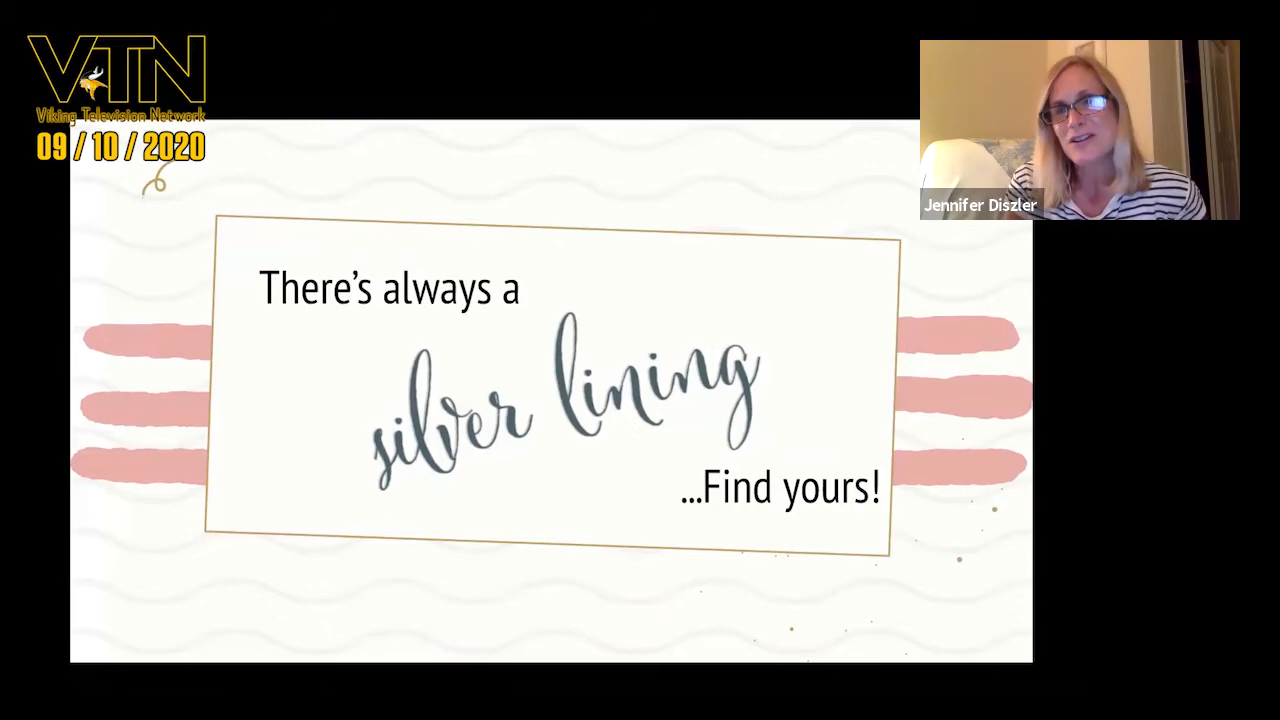 VTN
Viking Television Network
09 / 10 / 2020
Jennifer Diszler
There’s always a
silver lining
...Find yours!